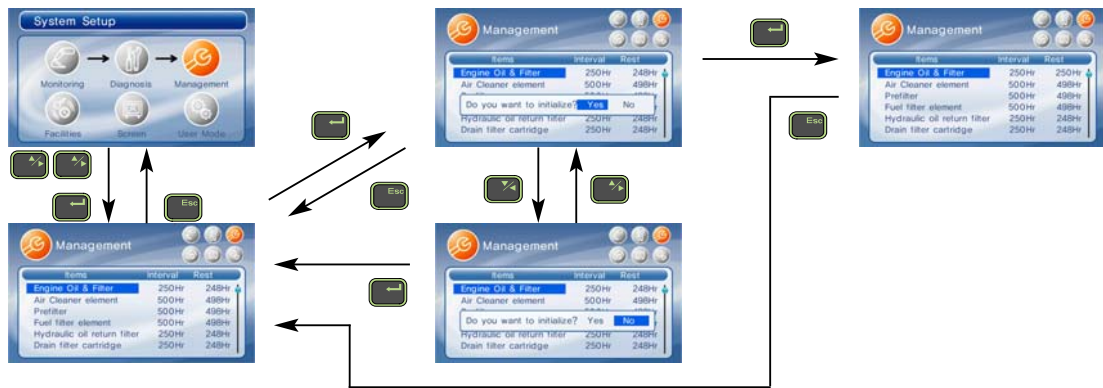 System Setup
Monitoring Diagnosis Management
Facilities Screen User Mode
Esc
Management
Items Interval Rest
Engine Oil & Filter 250Hr 248Hr
Air Cleaner element 500Hr 498Hr
Prefilter 500Hr 498Hr
Fuel filter element 500Hr 498Hr
Hydraulic oil return filter 250Hr 248Hr
Drain filter cartridge 250Hr 248Hr
Esc
Management
Items Interval Rest
Engine Oil & Filter 250Hr 248Hr
Air Cleaner element 500Hr 498Hr
Do you want to initialize? Yes No
Hydraulic oil return filter 250Hr 248Hr
Drain filter cartridge 250Hr 248Hr
Management
Items Interval Rest
Engine Oil & Filter 250Hr 248Hr
Air Cleaner element 500Hr 498Hr
Do you want to initialize? Yes No
Hydraulic oil return filter 250Hr 248Hr
Drain filter cartridge 250Hr 248Hr
Esc
Management
Items Interval Rest
Engine Oil & Filter 250Hr 250Hr
Air Cleaner element 500Hr 498Hr
Prefilter 500Hr 498Hr
Fuel filter element 500Hr 498Hr
Hydraulic oil return filter 250Hr 248Hr
Drain filter cartridge 250Hr 248Hr